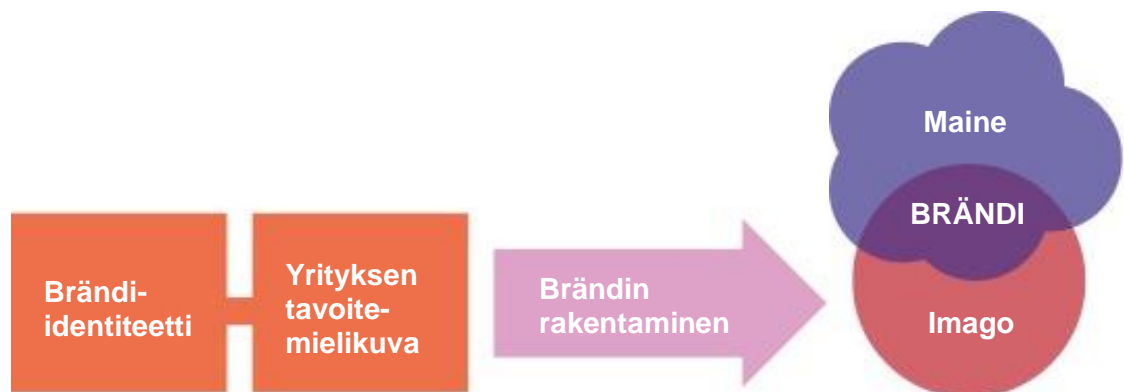 Brändi-
identiteetti
Yrityksen
tavoite-
mielikuva
Brändin
rakentaminen
Maine
BRÄNDI
Imago